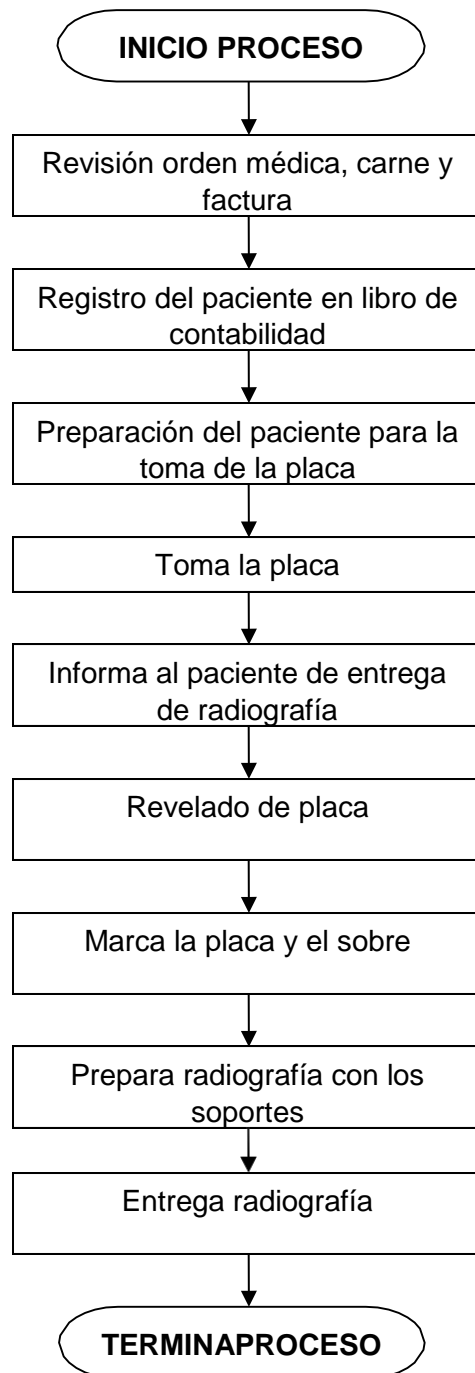 INICIO PROCESO
Revisión orden médica, carne y
factura
Registro del paciente en libro de
contabilidad
Preparación del paciente para la
toma de la placa
Toma la placa
Informa al paciente de entrega
de radiografía
Revelado de placa
Marca la placa y el sobre
Prepara radiografía con los
soportes
Entrega radiografía
TERMINAPROCESO